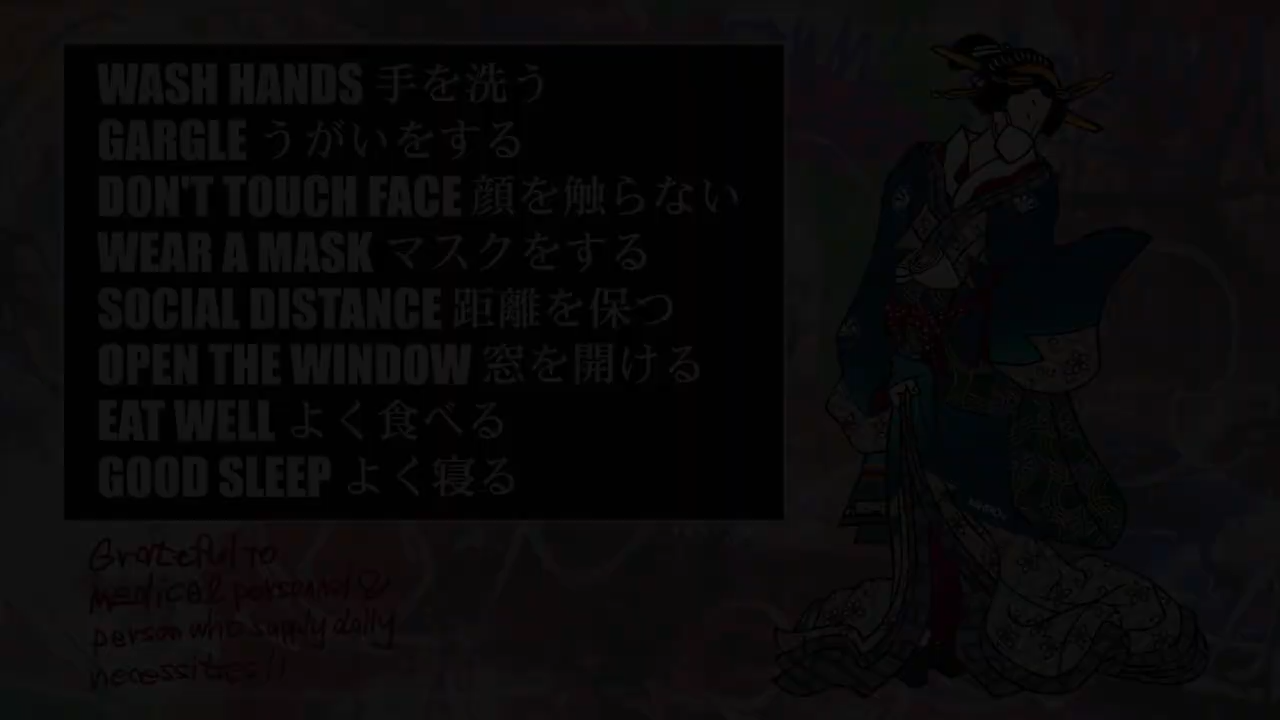 WASH HANDS 手を洗う
GARGLE うがいをする
DON'T TOUCH FACE 顔を触らない
WEAR A MASK マスクをする
SOCIAL DISTANCE 距離を保つ
OPEN THE WINDOW 窓を開ける
EAT WELL よく食べる
GOOD SLEEP よく寝る
Grateful to
medical personnel &
person who supply daily